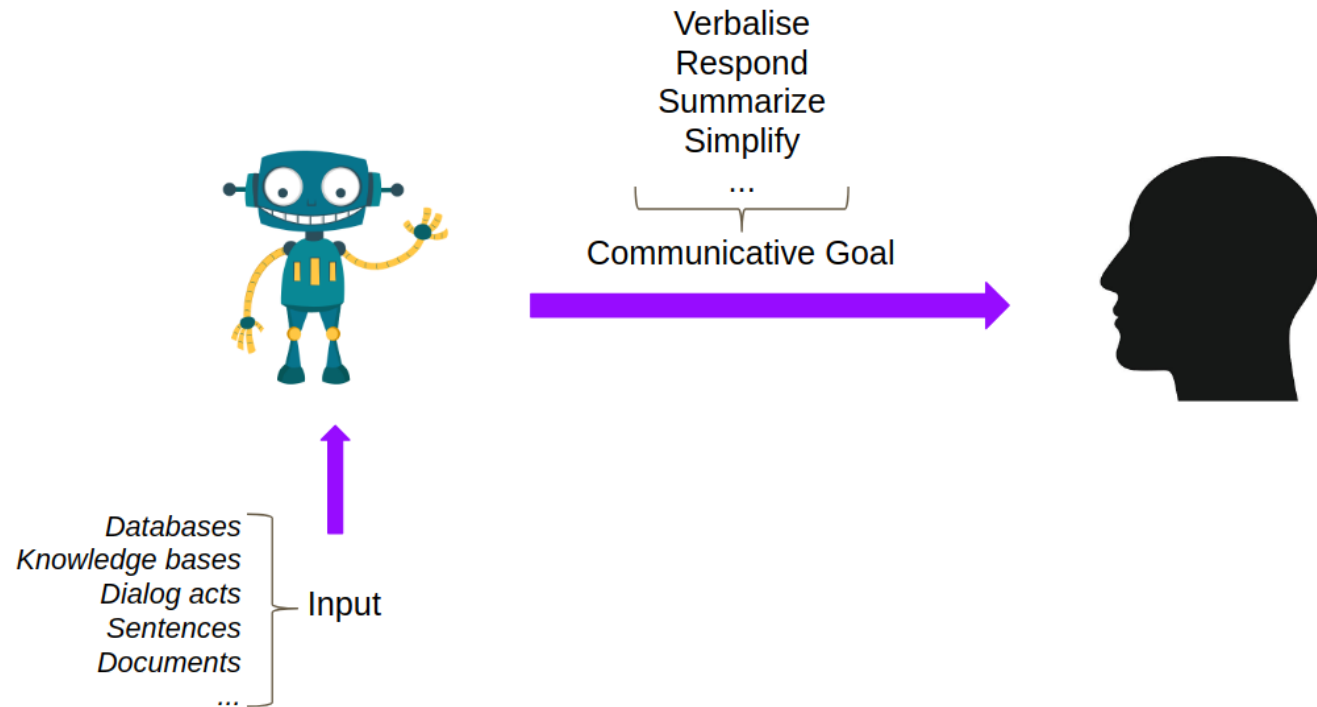 Verbalise
Respond
Summarize
Simplify
...
Communicative Goal
Databases
Knowledge bases
Dialog acts
Sentences
Documents
...
Input